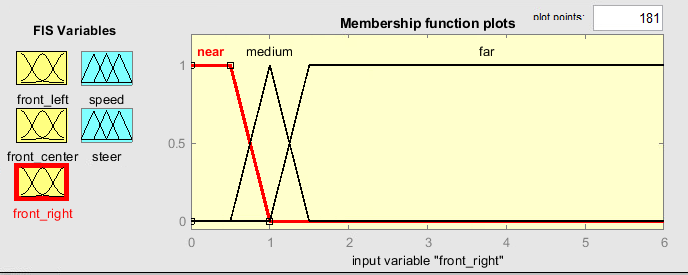 Membership function plots
plot points:
181
FIS Variables
near
medium
far
front_left
speed
front_center
steer
front_right
1
0.5
0
0
1
2
3
4
5
6
input variable "front_right"